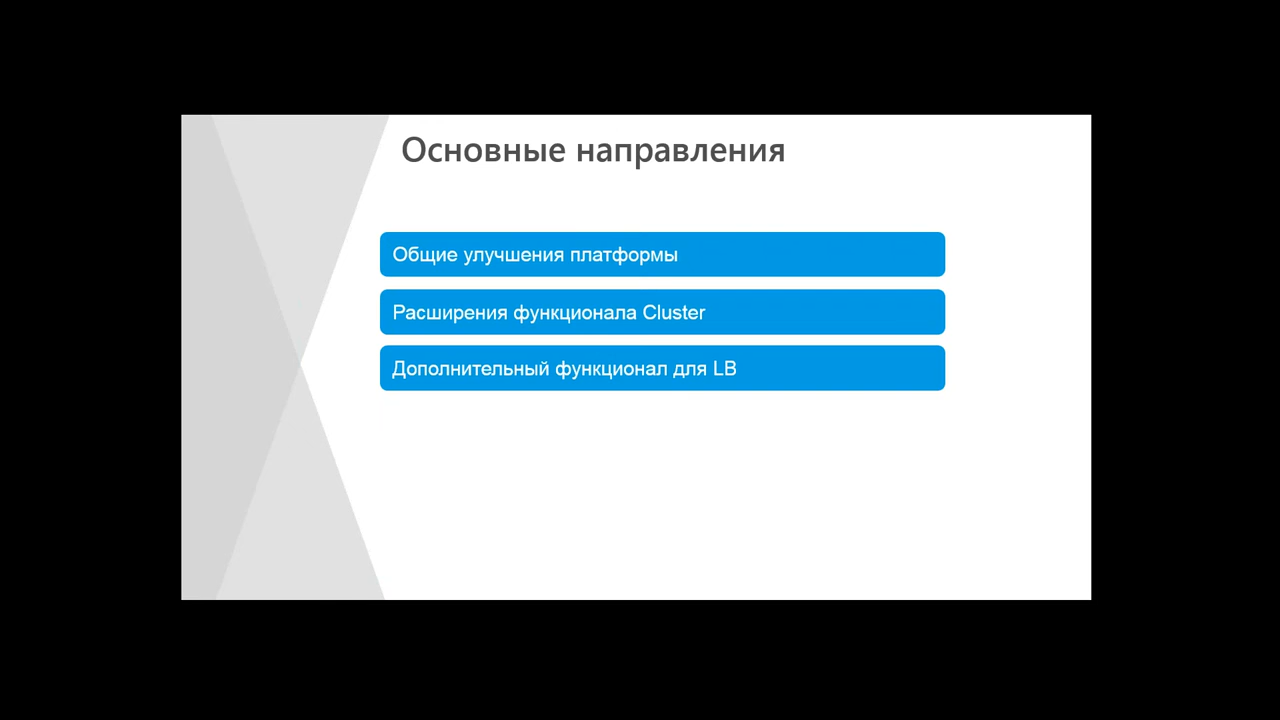 Основные направления
Общие улучшения платформы
Расширения функционала Cluster
Дополнительный функционал для LB